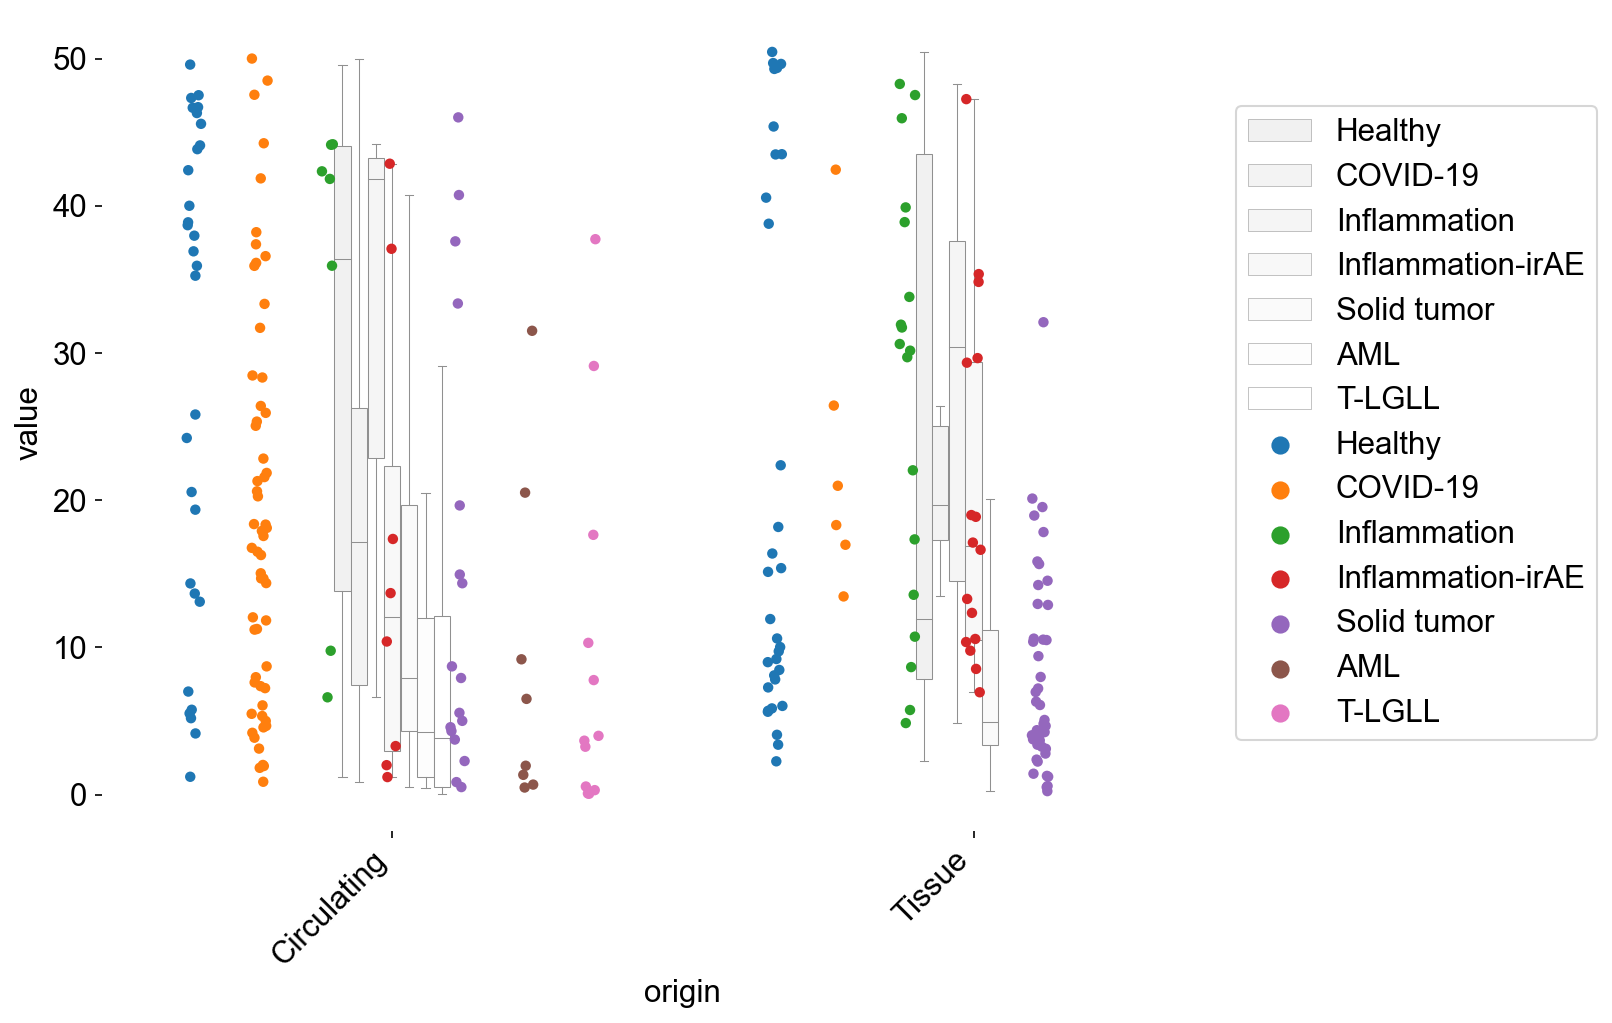 50
40
30
20
10
0
value
Circulating
Tissue
origin
Healthy
COVID-19
Inflammation
Inflammation-irAE
Solid tumor
AML
T-LGLL
Healthy
COVID-19
Inflammation
Inflammation-irAE
Solid tumor
AML
T-LGLL